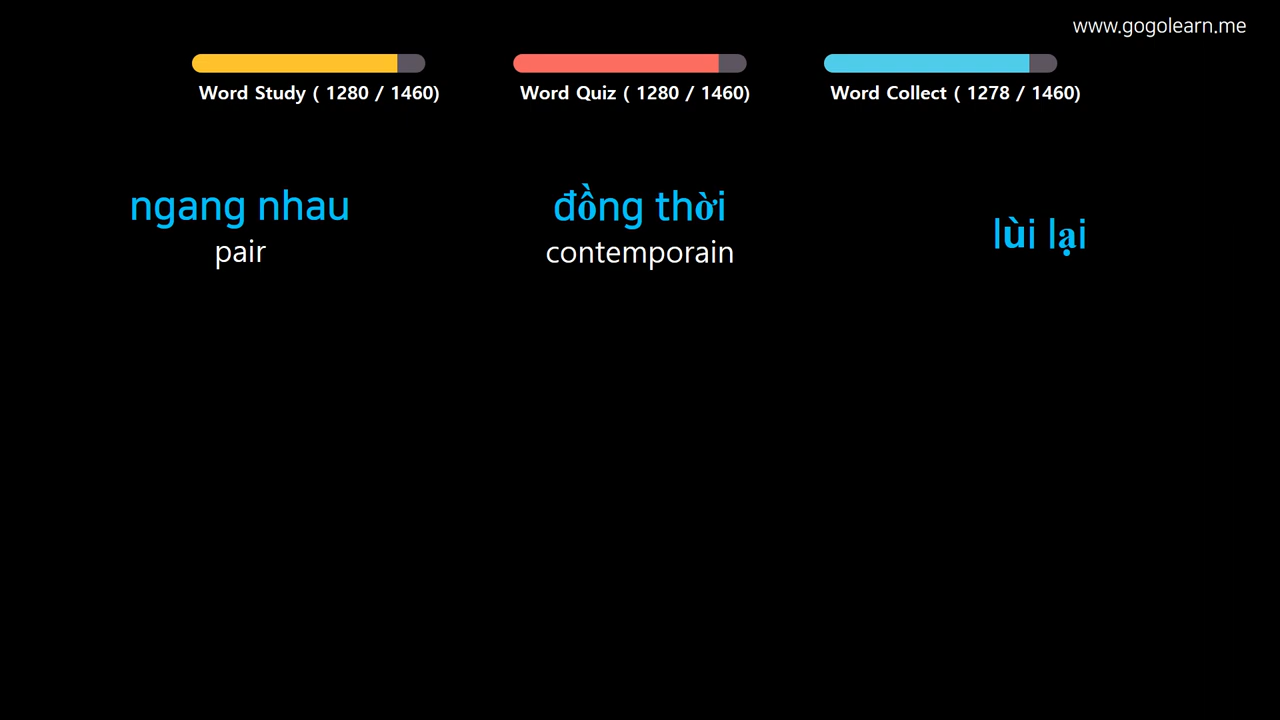 www.gogolearn.me
Word Study ( 1280 / 1460)
Word Quiz ( 1280 / 1460)
Word Collect ( 1278 / 1460)
ngang nhau
pair
đồng thời
contemporain
lùi lại